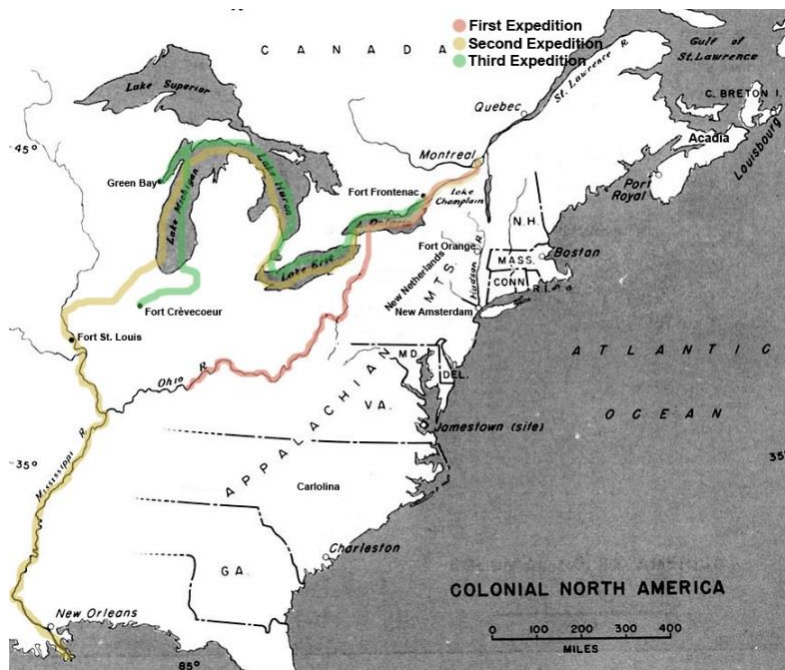 First Expedition
Second Expedition
Third Expedition
CANADA
Gulf of
St. Lawrence
St. Lawrence R.
C. BRETON I.
Lake Superior
Quebec
Acadia
Louisbourg
45°
45°
Montreal
Port
Royal
Green Bay
Lake Michigan
Lake Huron
Fort Frontenac
Lake
Champlain
L. Ontario
N.H.
Fort Orange
Hudson R.
Boston
MASS.
CONN.
R.I.
Lake Erie
New Netherlands
MTS.
New Amsterdam
Fort Crèvecoeur
Fort St. Louis
ATLANTIC
OCEAN
MD.
DEL.
Ohio R.
VA.
APPALACHIAN
Jamestown (site)
Mississippi R.
35°
35°
Carlolina
Charleston
GA.
COLONIAL NORTH AMERICA
New Orleans
0 100 200 300 400
MILES
85°